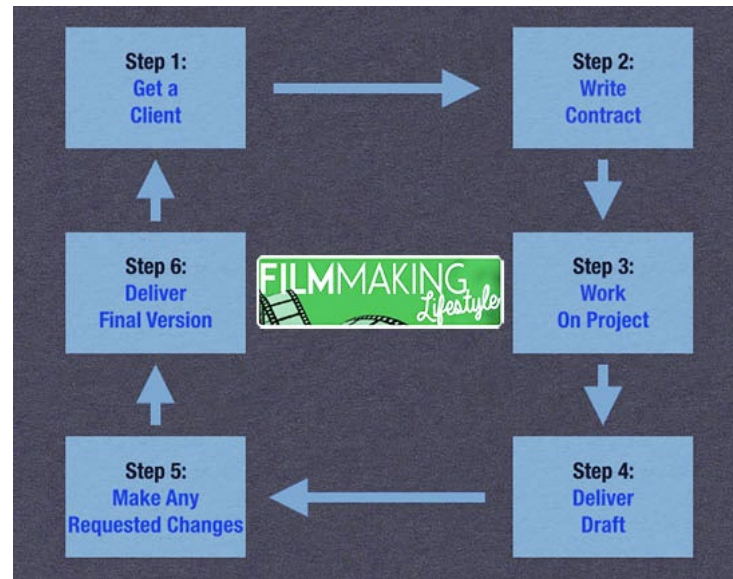 Step 1:
Get a
Client
Step 2:
Write
Contract
Step 6:
Deliver
Final Version
FILMMAKING
Lifestyle
Step 3:
Work
On Project
Step 5:
Make Any
Requested Changes
Step 4:
Deliver
Draft